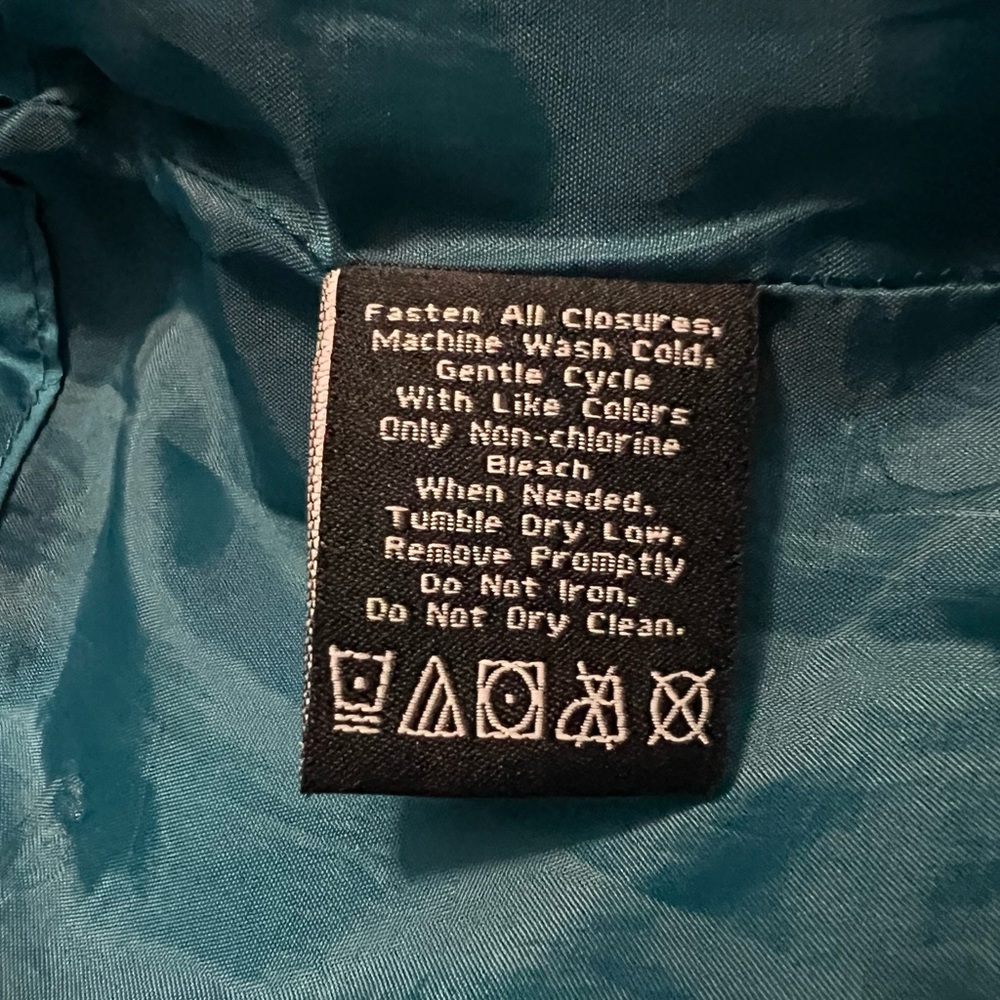 Fasten All Closures,
Machine Wash Cold,
Gentle Cycle
With Like Colors
Only Non-chlorine
Bleach
When Needed,
Tumble Dry Low,
Remove Promptly
Do Not Iron,
Do Not Dry Clean.